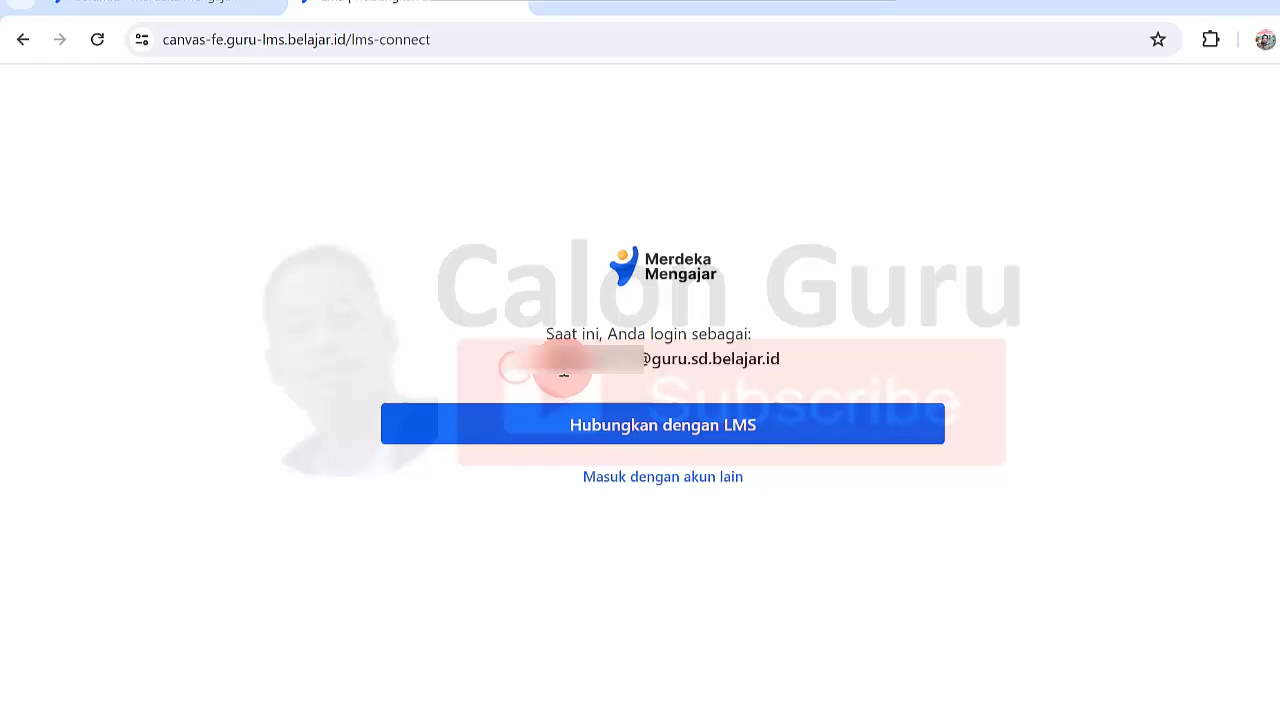 canvas-fe.guru-lms.belajar.id/lms-connect
Calon Guru
Merdeka
Mengajar
Saat ini, Anda login sebagai:
@guru.sd.belajar.id
Subscribe
Hubungkan dengan LMS
Masuk dengan akun lain